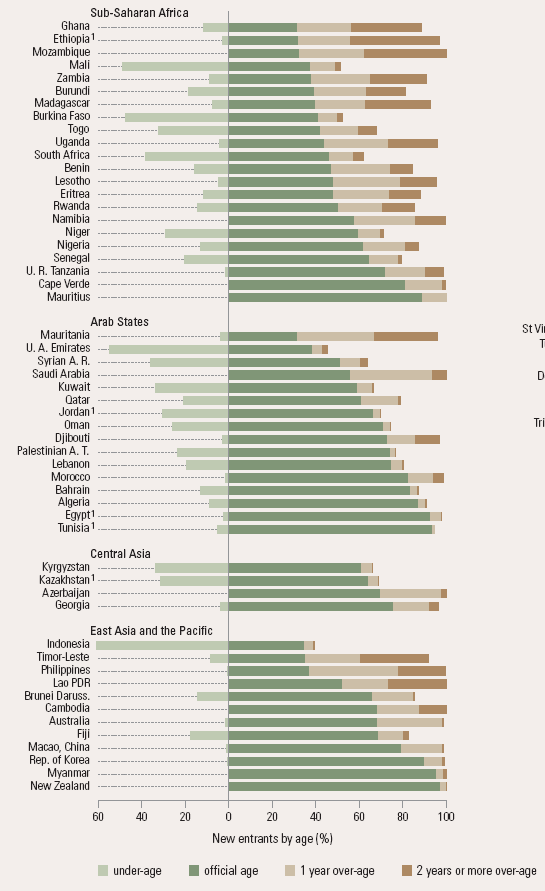 Sub-Saharan Africa
Ghana
Ethiopia¹
Mozambique
Mali
Zambia
Burundi
Madagascar
Burkina Faso
Togo
Uganda
South Africa
Benin
Lesotho
Eritrea
Rwanda
Namibia
Niger
Nigeria
Senegal
U. R. Tanzania
Cape Verde
Mauritius
Arab States
Mauritania
U. A. Emirates
Syrian A. R.
Saudi Arabia
Kuwait
Qatar
Jordan¹
Oman
Djibouti
Palestinian A. T.
Lebanon
Morocco
Bahrain
Algeria
Egypt¹
Tunisia¹
Central Asia
Kyrgyzstan
Kazakhstan¹
Azerbaijan
Georgia
East Asia and the Pacific
Indonesia
Timor-Leste
Philippines
Lao PDR
Brunei Daruss.
Cambodia
Australia
Fiji
Macao, China
Rep. of Korea
Myanmar
New Zealand
60 40 20 0 20 40 60 80 100
New entrants by age (%)
under-age official age 1 year over-age 2 years or more over-age
St Vin
T
D
Tri